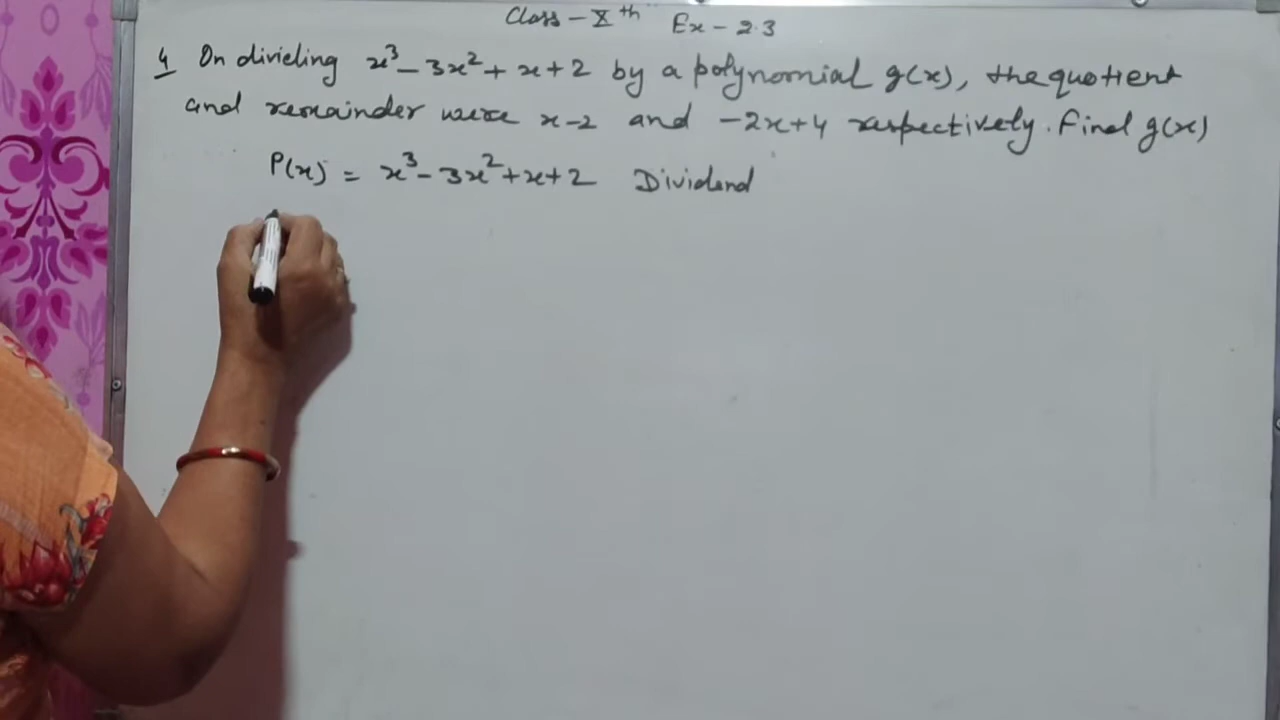 Class - Xth Ex - 2.3
4 On dividing x³ - 3x² + x + 2 by a polynomial g(x), the quotient
and remainder were x-2 and -2x+4 respectively. Find g(x)
P(x) = x³ - 3x² + x + 2 Dividend